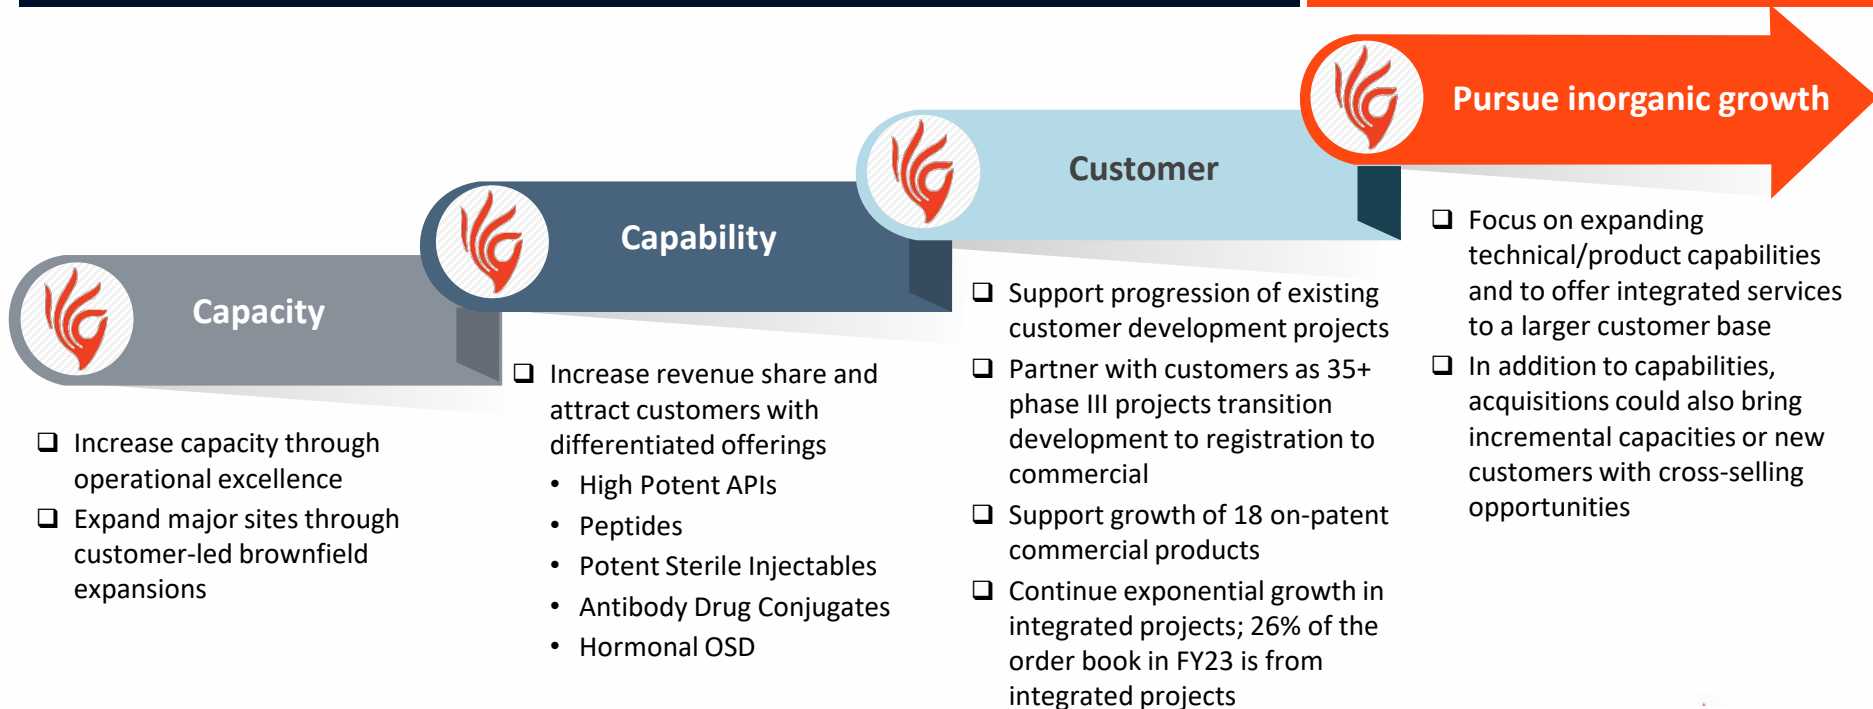 Capacity
❑ Increase capacity through
operational excellence
❑ Expand major sites through
customer-led brownfield
expansions
Capability
❑ Increase revenue share and
attract customers with
differentiated offerings
• High Potent APIs
• Peptides
• Potent Sterile Injectables
• Antibody Drug Conjugates
• Hormonal OSD
Customer
❑ Support progression of existing
customer development projects
❑ Partner with customers as 35+
phase III projects transition
development to registration to
commercial
❑ Support growth of 18 on-patent
commercial products
❑ Continue exponential growth in
integrated projects; 26% of the
order book in FY23 is from
integrated projects
Pursue inorganic growth
❑ Focus on expanding
technical/product capabilities
and to offer integrated services
to a larger customer base
❑ In addition to capabilities,
acquisitions could also bring
incremental capacities or new
customers with cross-selling
opportunities